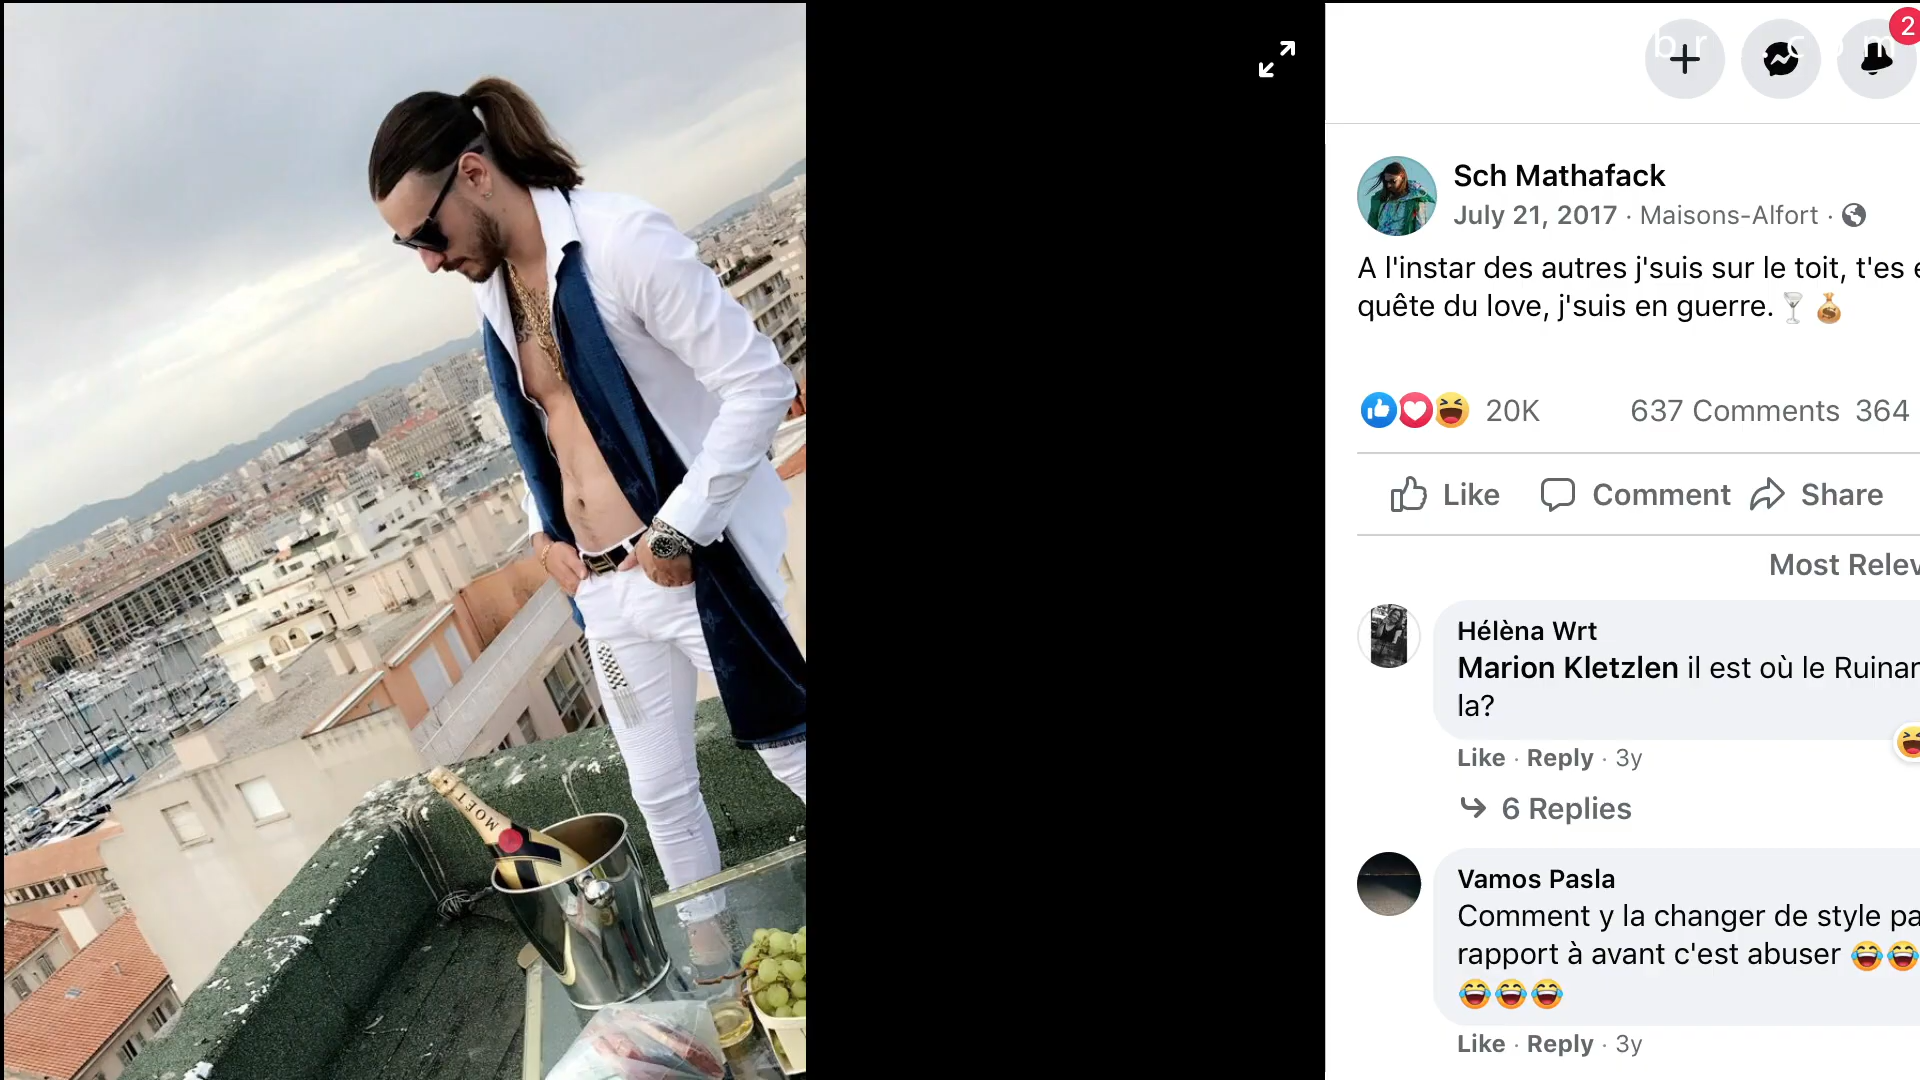 br .com
2
Sch Mathafack
July 21, 2017 · Maisons-Alfort ·
A l'instar des autres j'suis sur le toit, t'es
quête du love, j'suis en guerre. 🍸 💰
20K 637 Comments 364
Like Comment Share
Most Relev
Hélèna Wrt
Marion Kletzlen il est où le Ruinar
la?
Like · Reply · 3y
6 Replies
Vamos Pasla
Comment y la changer de style pa
rapport à avant c'est abuser 😂😂
😂😂😂
Like · Reply · 3y
MOET